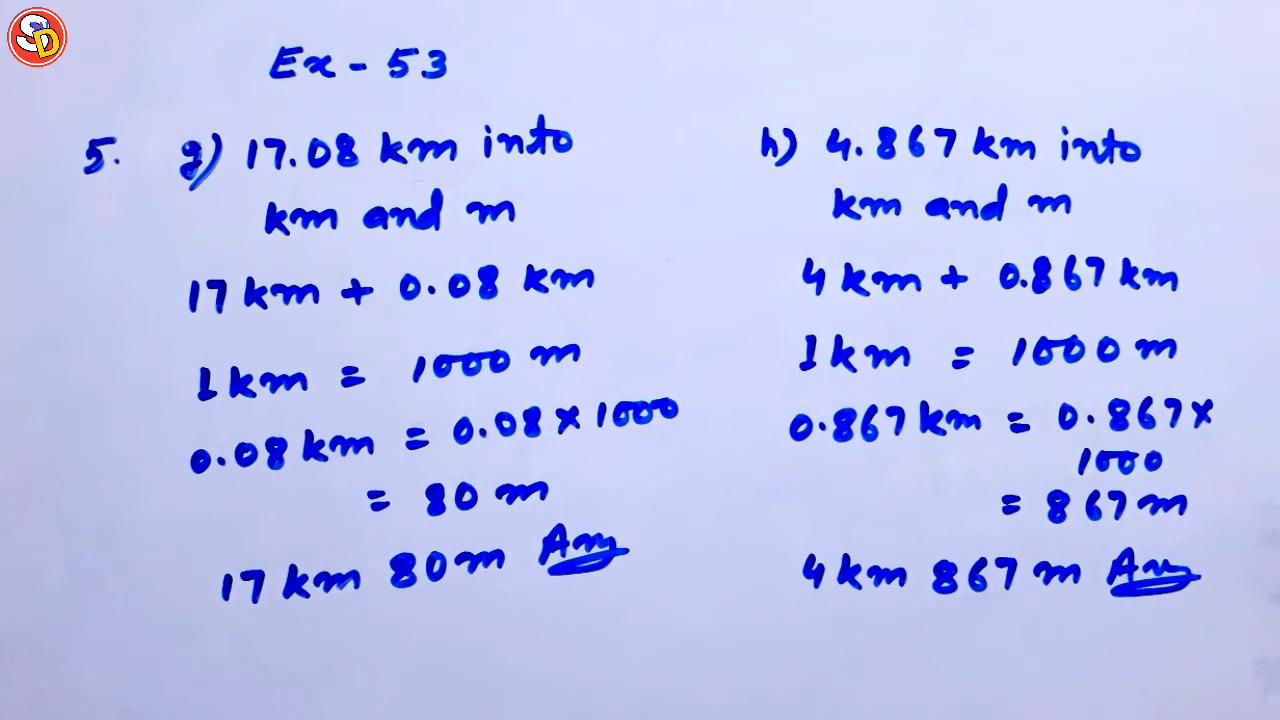 SD
Ex - 53
5. g) 17.08 km into
km and m
17 km + 0.08 km
1 km = 1000 m
0.08 km = 0.08 × 1000
= 80 m
17 km 80 m Ans
h) 4.867 km into
km and m
4 km + 0.867 km
1 km = 1000 m
0.867 km = 0.867 ×
1000
= 867 m
4 km 867 m Ans